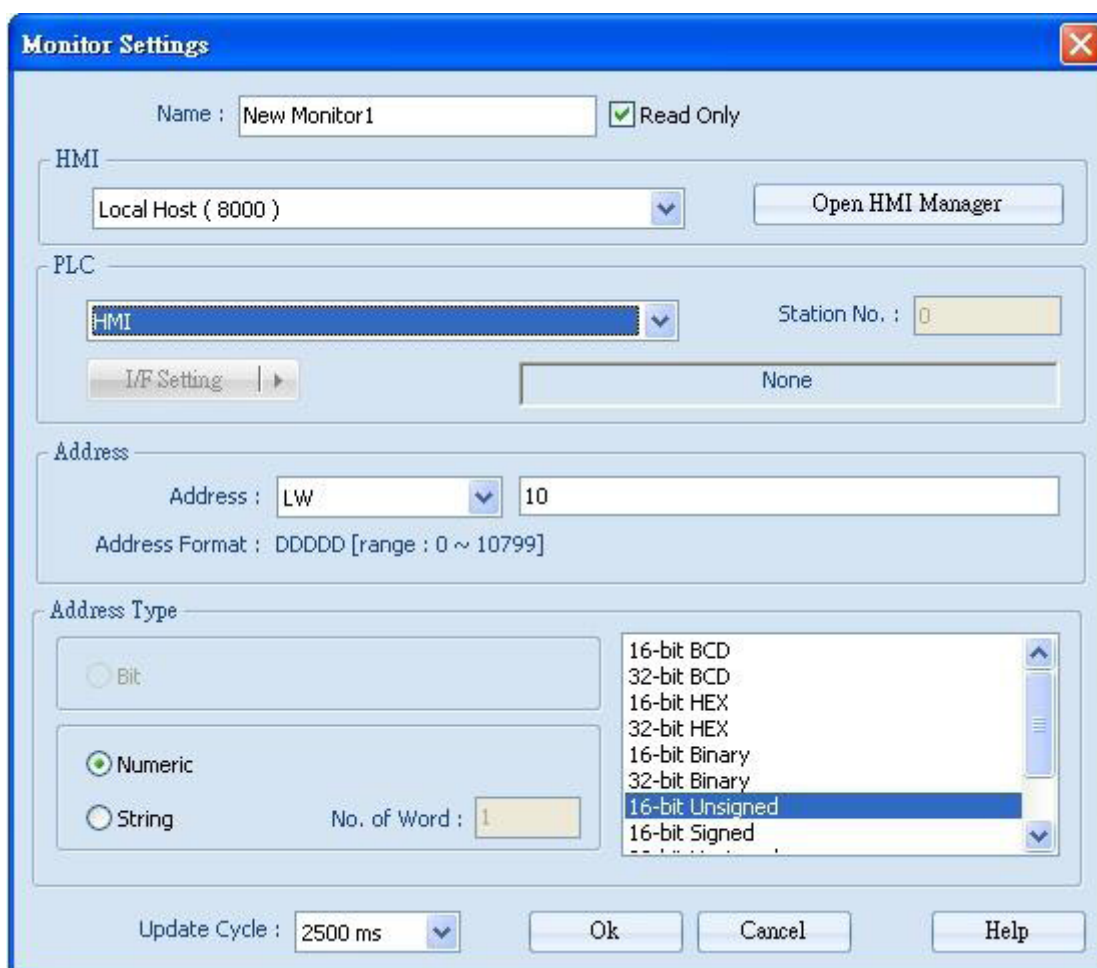 Monitor Settings
Name : New Monitor1 Read Only
HMI
Local Host ( 8000 ) Open HMI Manager
PLC
HMI Station No. : 0
I/F Setting None
Address
Address : LW 10
Address Format : DDDDD [range : 0 ~ 10799]
Address Type
Bit
Numeric
String No. of Word : 1
16-bit BCD
32-bit BCD
16-bit HEX
32-bit HEX
16-bit Binary
32-bit Binary
16-bit Unsigned
16-bit Signed
Update Cycle : 2500 ms Ok Cancel Help